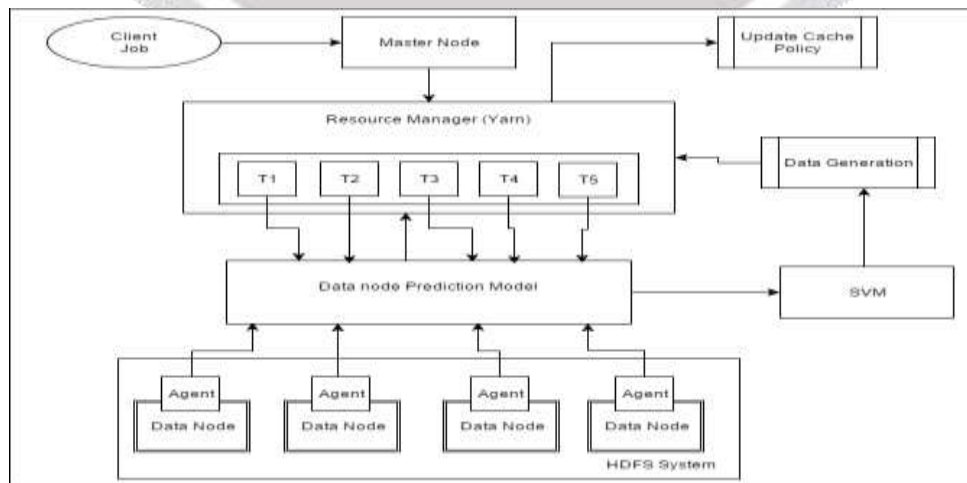 Client
Job
Master Node
Update Cache
Policy
Resource Manager (Yarn)
Data Generation
T1
T2
T3
T4
T5
Data node Prediction Model
SVM
Agent
Agent
Agent
Agent
Data Node
Data Node
Data Node
Data Node
HDFS System